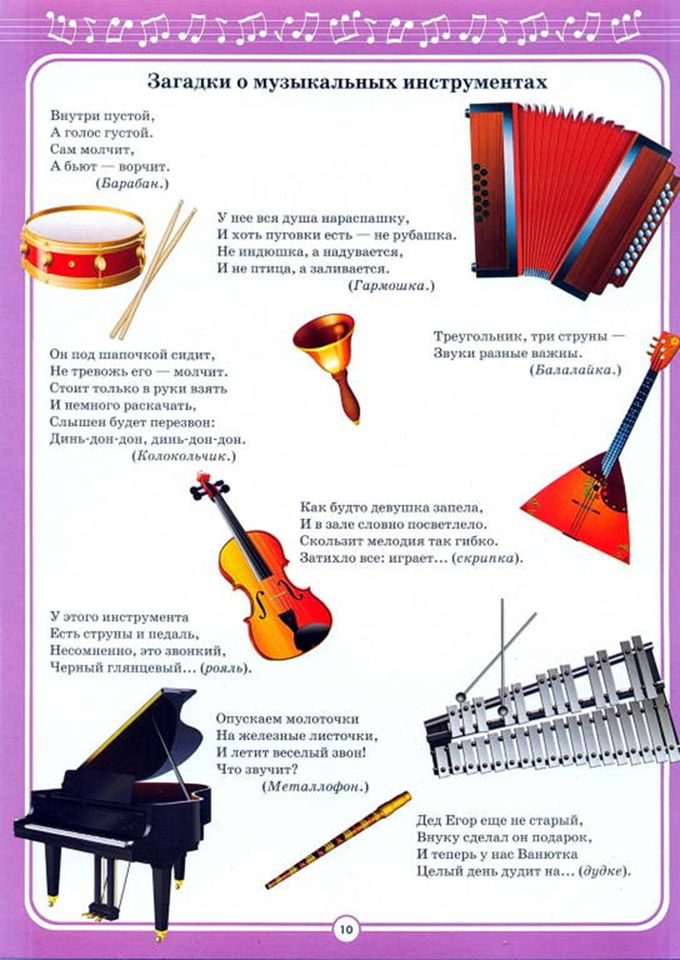 Загадки о музыкальных инструментах
Внутри пустой,
А голос густой.
Сам молчит,
А бьют — ворчит.
(Барабан.)
У нее вся душа нараспашку,
И хоть пуговки есть — не рубашка.
Не индюшка, а надувается,
И не птица, а заливается.
(Гармошка.)
Треугольник, три струны —
Звуки разные важны.
(Балалайка.)
Он под шапочкой сидит,
Не тревожь его — молчит.
Стоит только в руки взять
И немного раскачать,
Слышен будет перезвон:
Динь-дон-дон, динь-дон-дон.
(Колокольчик.)
Как будто девушка запела,
И в зале словно посветлело.
Скользит мелодия так гибко.
Затихло все: играет... (скрипка).
У этого инструмента
Есть струны и педаль,
Несомненно, это звонкий,
Черный глянцевый... (рояль).
Опускаем молоточки
На железные листочки,
И летит веселый звон!
Что звучит?
(Металлофон.)
Дед Егор еще не старый,
Внуку сделал он подарок,
И теперь у нас Ванютка
Целый день дудит на... (дудке).
10